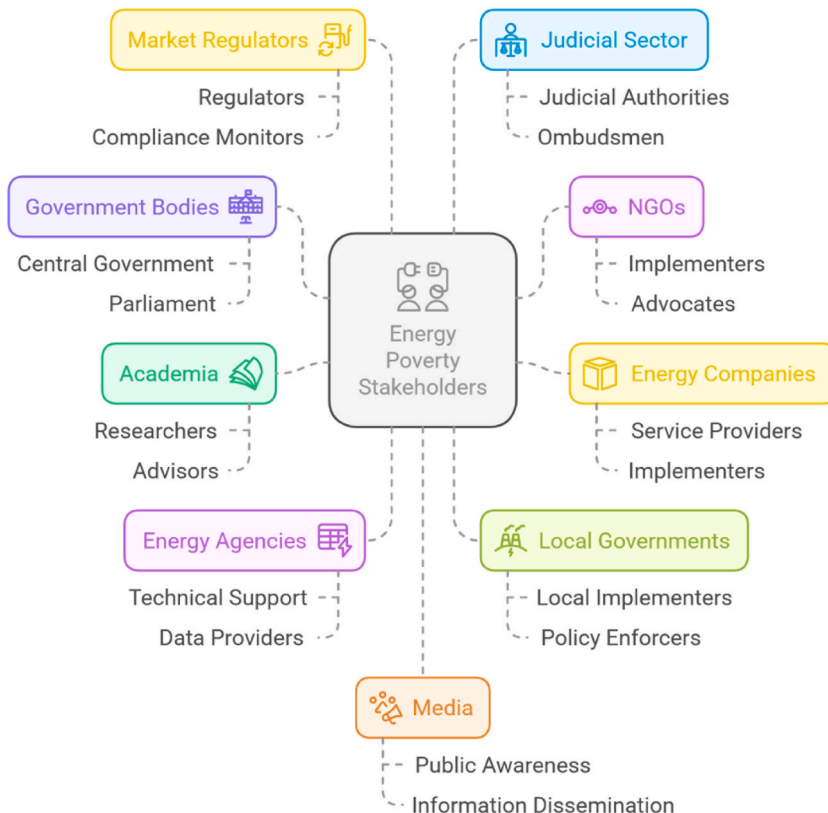 Market Regulators
Regulators
Compliance Monitors
Judicial Sector
Judicial Authorities
Ombudsmen
Government Bodies
Central Government
Parliament
NGOs
Implementers
Advocates
Energy
Poverty
Stakeholders
Academia
Researchers
Advisors
Energy Companies
Service Providers
Implementers
Energy Agencies
Technical Support
Data Providers
Local Governments
Local Implementers
Policy Enforcers
Media
Public Awareness
Information Dissemination